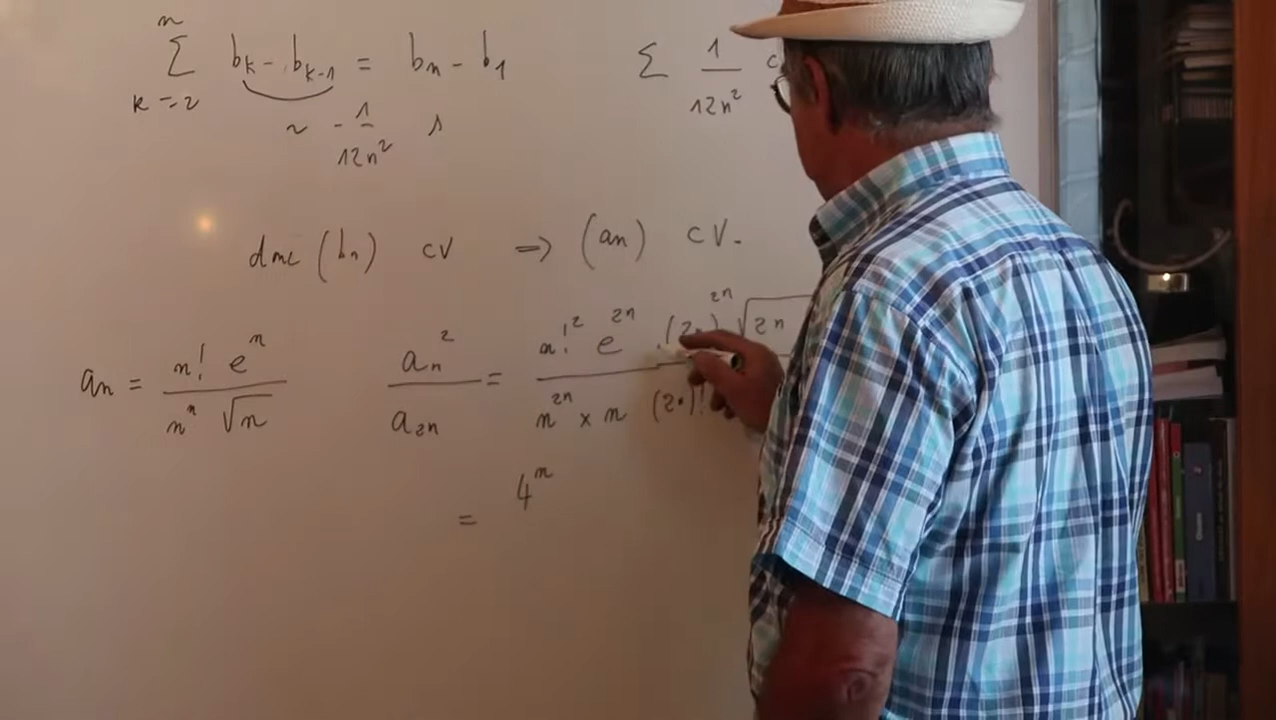 n
∑ b_k - b_{k-1} = b_n - b_1
k=2
∑ 1/12n² c
~ -1/12n² s
donc (b_n) CV ⇒ (a_n) CV.
a_n = n! e^n / n^n √n
a_n² / a_{2n} = n!² e^{2n} . (2n)^{2n} √2n / n^{2n} × n (2n)!
= 4^n